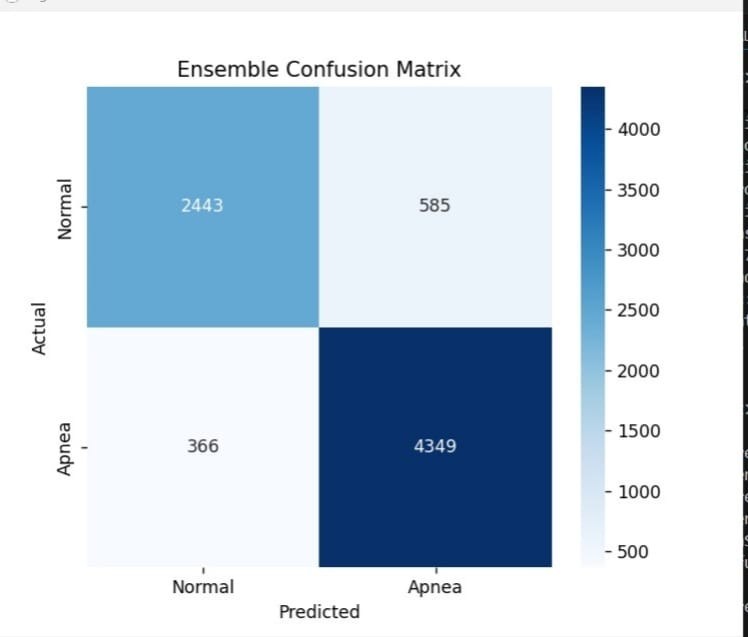 Ensemble Confusion Matrix
Normal
2443
585
Actual
Apnea
366
4349
Normal
Apnea
Predicted
4000
3500
3000
2500
2000
1500
1000
500